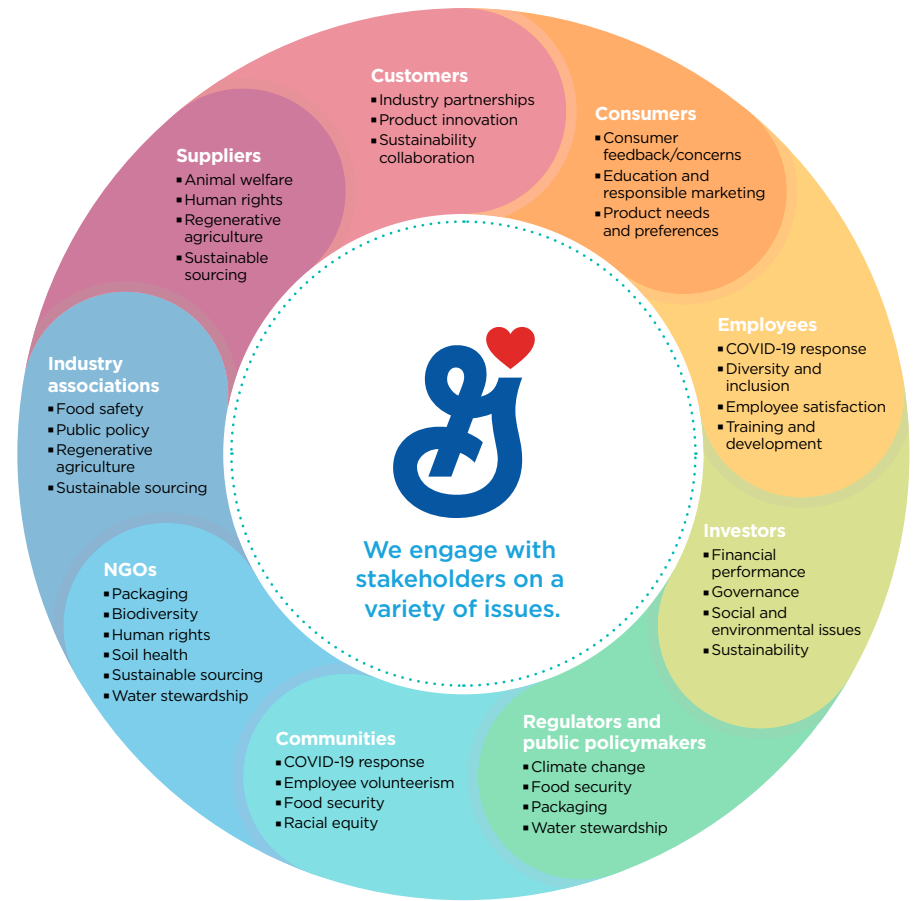 Customers
▪ Industry partnerships
▪ Product innovation
▪ Sustainability
collaboration
Consumers
▪ Consumer
feedback/concerns
▪ Education and
responsible marketing
▪ Product needs
and preferences
Employees
▪ COVID-19 response
▪ Diversity and
inclusion
▪ Employee satisfaction
▪ Training and
development
Investors
▪ Financial
performance
▪ Governance
▪ Social and
environmental issues
▪ Sustainability
Regulators and
public policymakers
▪ Climate change
▪ Food security
▪ Packaging
▪ Water stewardship
Communities
▪ COVID-19 response
▪ Employee volunteerism
▪ Food security
▪ Racial equity
NGOs
▪ Packaging
▪ Biodiversity
▪ Human rights
▪ Soil health
▪ Sustainable sourcing
▪ Water stewardship
Industry
associations
▪ Food safety
▪ Public policy
▪ Regenerative
agriculture
▪ Sustainable sourcing
Suppliers
▪ Animal welfare
▪ Human rights
▪ Regenerative
agriculture
▪ Sustainable
sourcing
G
We engage with
stakeholders on a
variety of issues.